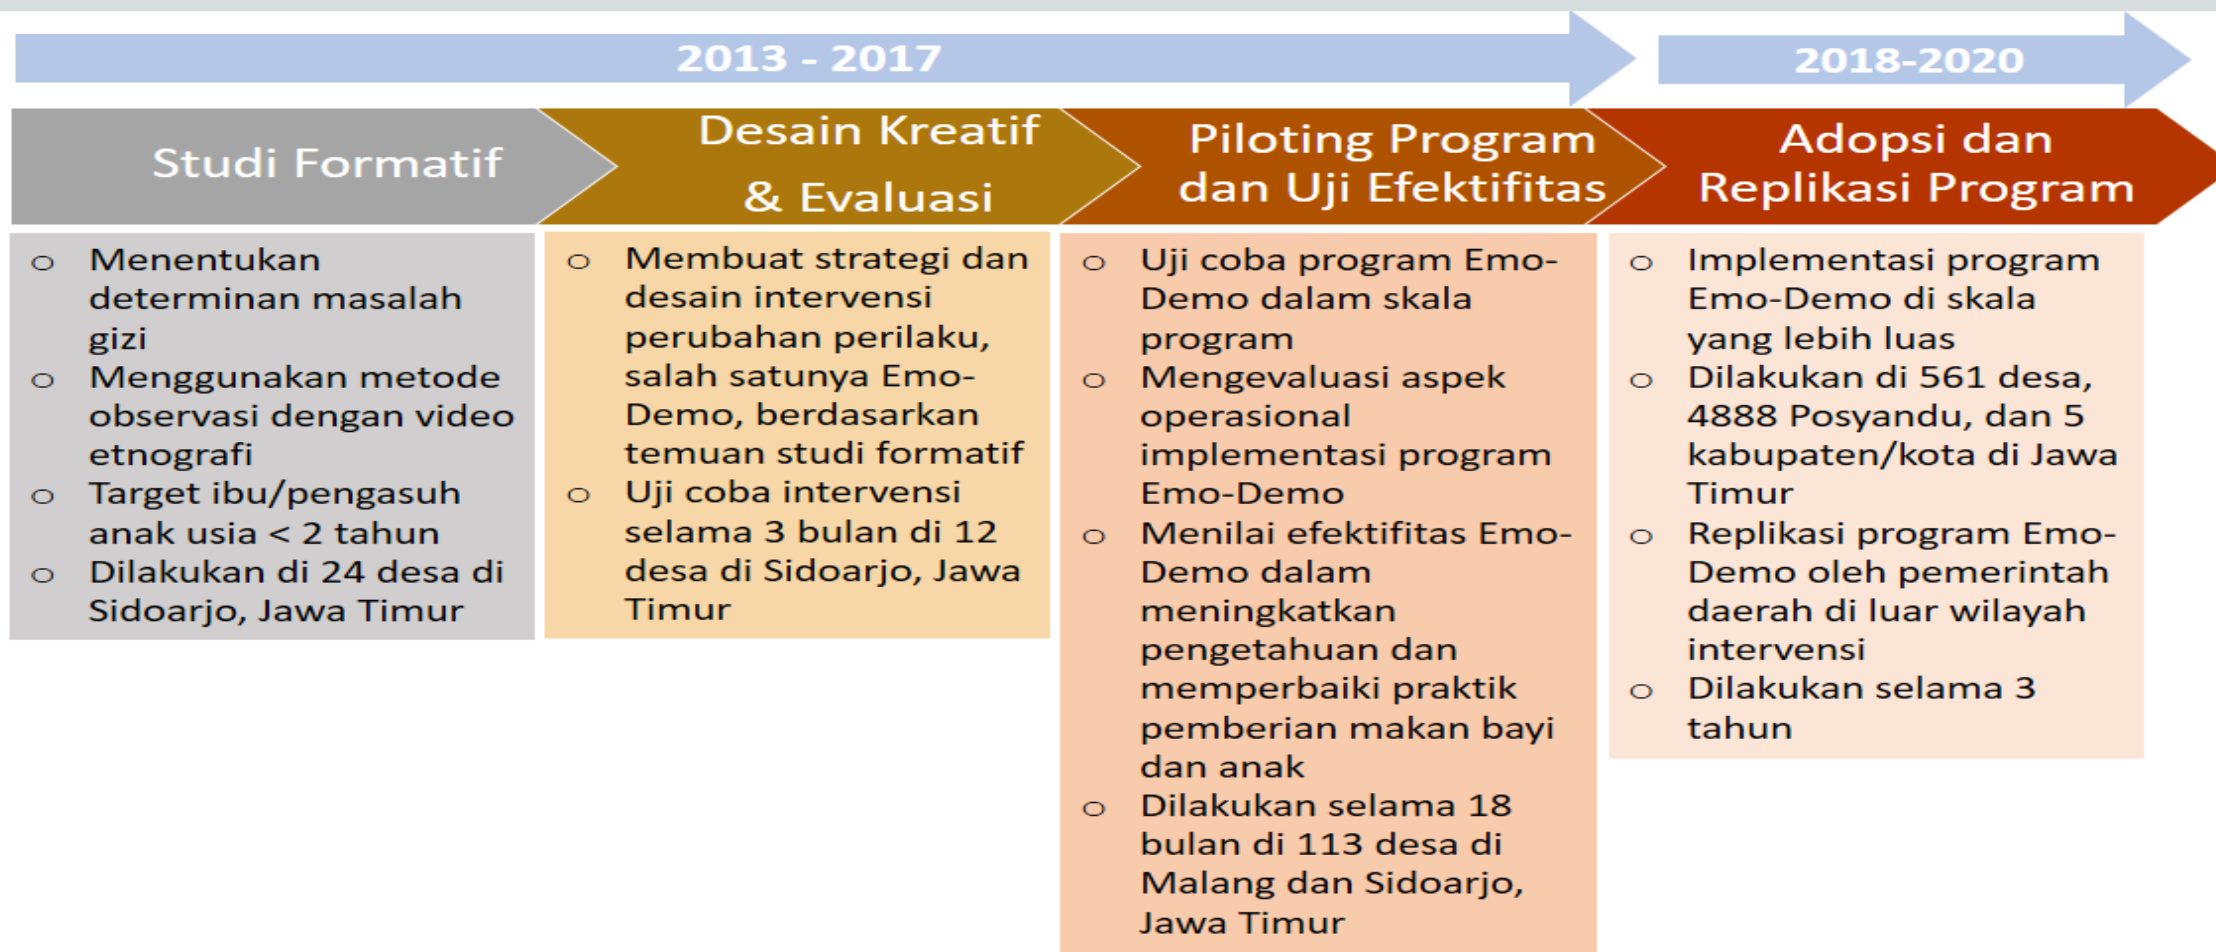 2013 - 2017
2018-2020
Studi Formatif
Desain Kreatif
& Evaluasi
Piloting Program
dan Uji Efektifitas
Adopsi dan
Replikasi Program
o Menentukan
determinan masalah
gizi
o Menggunakan metode
observasi dengan video
etnografi
o Target ibu/pengasuh
anak usia < 2 tahun
o Dilakukan di 24 desa di
Sidoarjo, Jawa Timur
o Membuat strategi dan
desain intervensi
perubahan perilaku,
salah satunya Emo-
Demo, berdasarkan
temuan studi formatif
o Uji coba intervensi
selama 3 bulan di 12
desa di Sidoarjo, Jawa
Timur
o Uji coba program Emo-
Demo dalam skala
program
o Mengevaluasi aspek
operasional
implementasi program
Emo-Demo
o Menilai efektifitas Emo-
Demo dalam
meningkatkan
pengetahuan dan
memperbaiki praktik
pemberian makan bayi
dan anak
o Dilakukan selama 18
bulan di 113 desa di
Malang dan Sidoarjo,
Jawa Timur
o Implementasi program
Emo-Demo di skala
yang lebih luas
o Dilakukan di 561 desa,
4888 Posyandu, dan 5
kabupaten/kota di Jawa
Timur
o Replikasi program Emo-
Demo oleh pemerintah
daerah di luar wilayah
intervensi
o Dilakukan selama 3
tahun